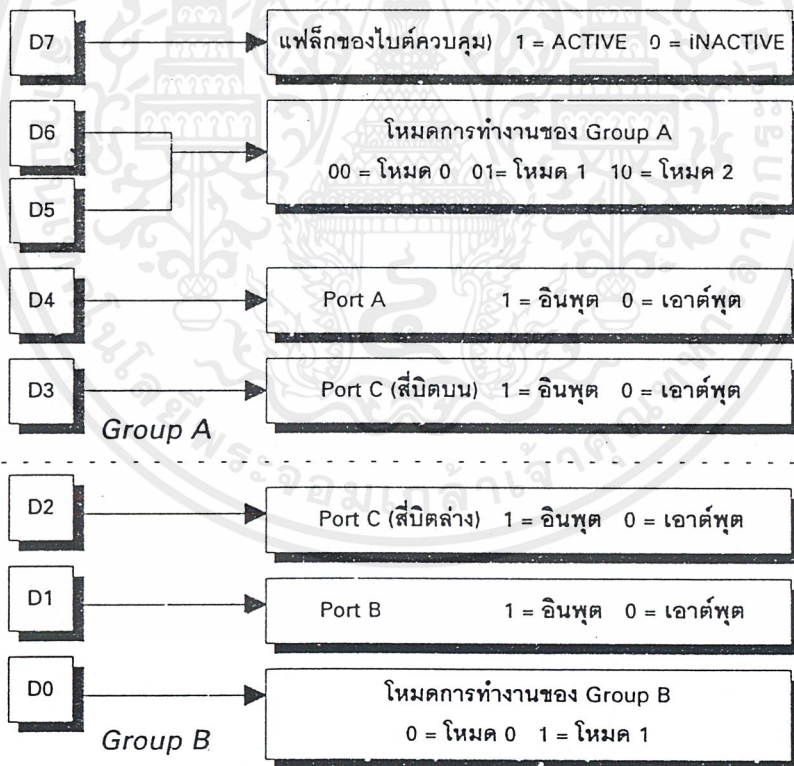 D7
แฟล็กของไบต์ควบคุม) 1 = ACTIVE 0 = iNACTIVE
D6
D5
โหมดการทำงานของ Group A
00 = โหมด 0 01= โหมด 1 10 = โหมด 2
D4
Port A 1 = อินพุต 0 = เอาต์พุต
D3
Port C (สี่บิตบน) 1 = อินพุต 0 = เอาต์พุต
Group A
D2
Port C (สี่บิตล่าง) 1 = อินพุต 0 = เอาต์พุต
D1
Port B 1 = อินพุต 0 = เอาต์พุต
D0
โหมดการทำงานของ Group B
0 = โหมด 0 1 = โหมด 1
Group B